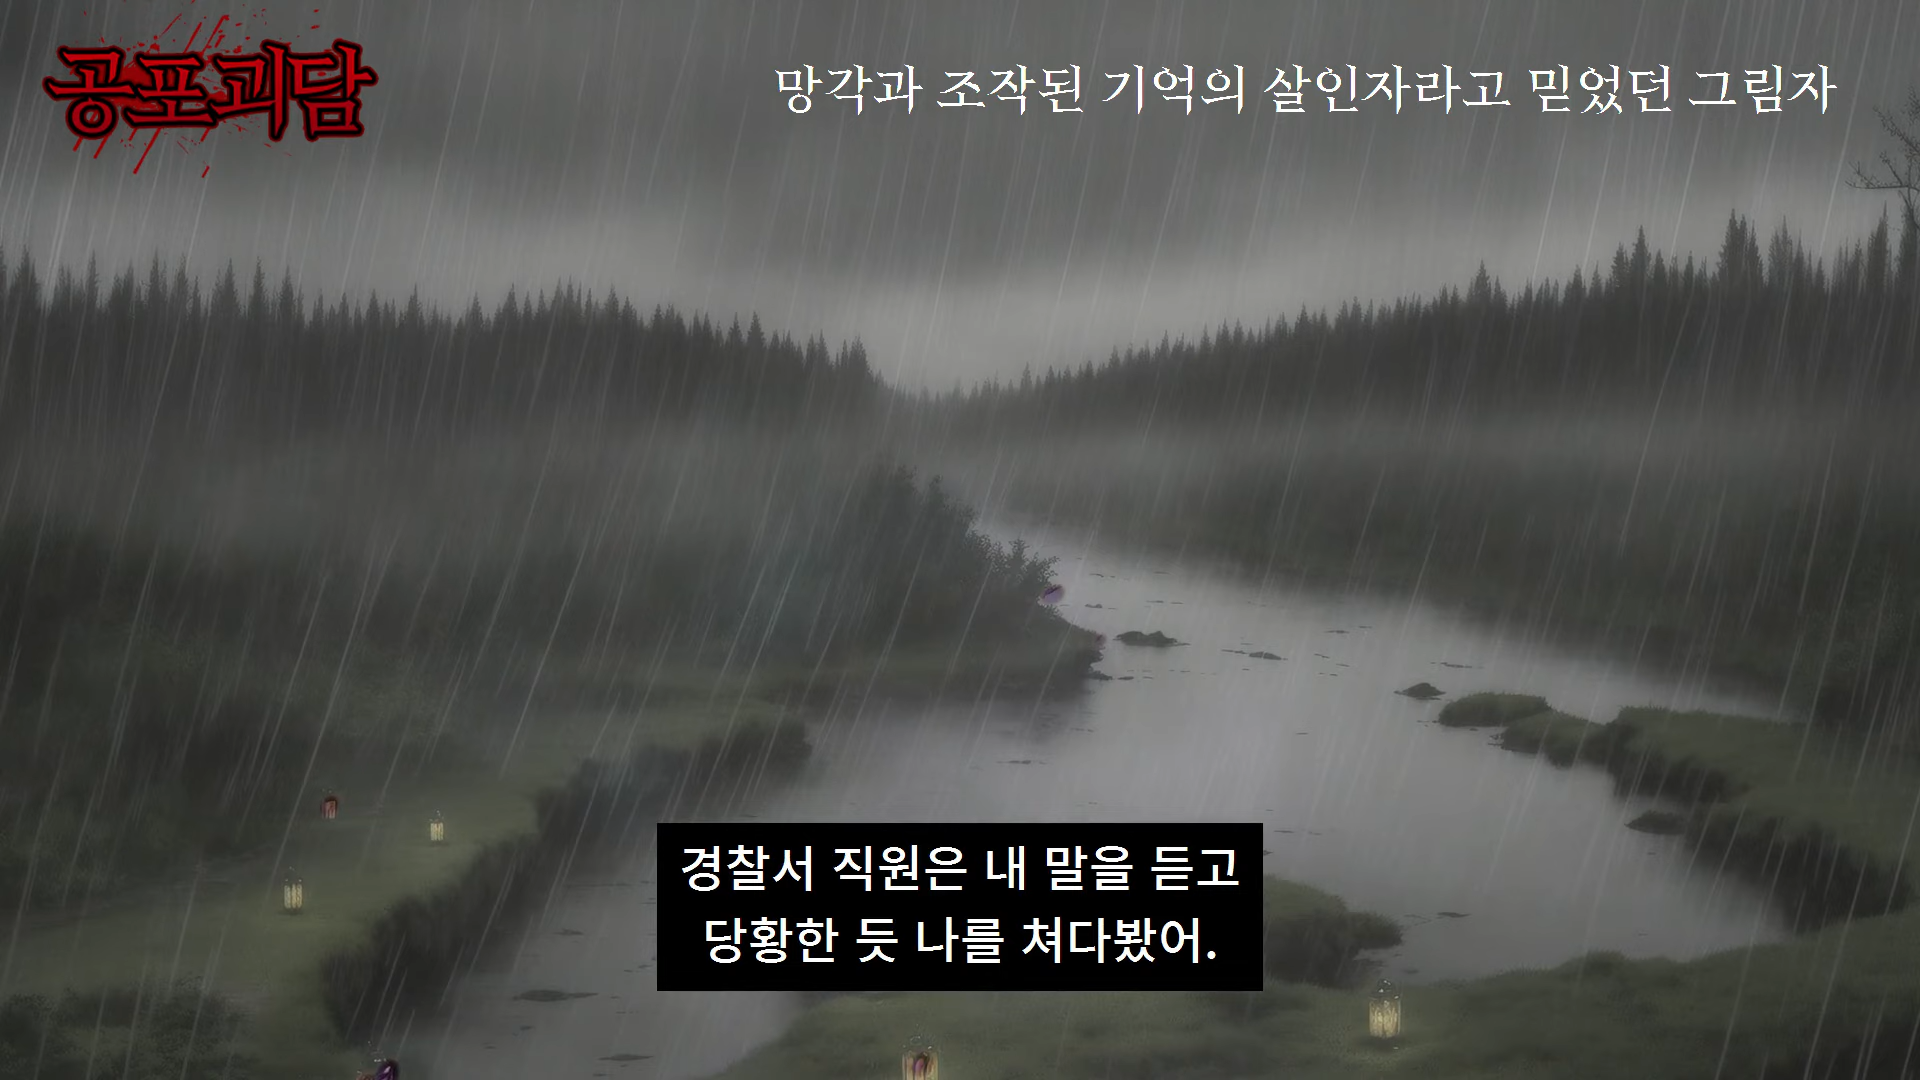 공포괴담
망각과 조작된 기억의 살인자라고 믿었던 그림자
경찰서 직원은 내 말을 듣고
당황한 듯 나를 쳐다봤어.